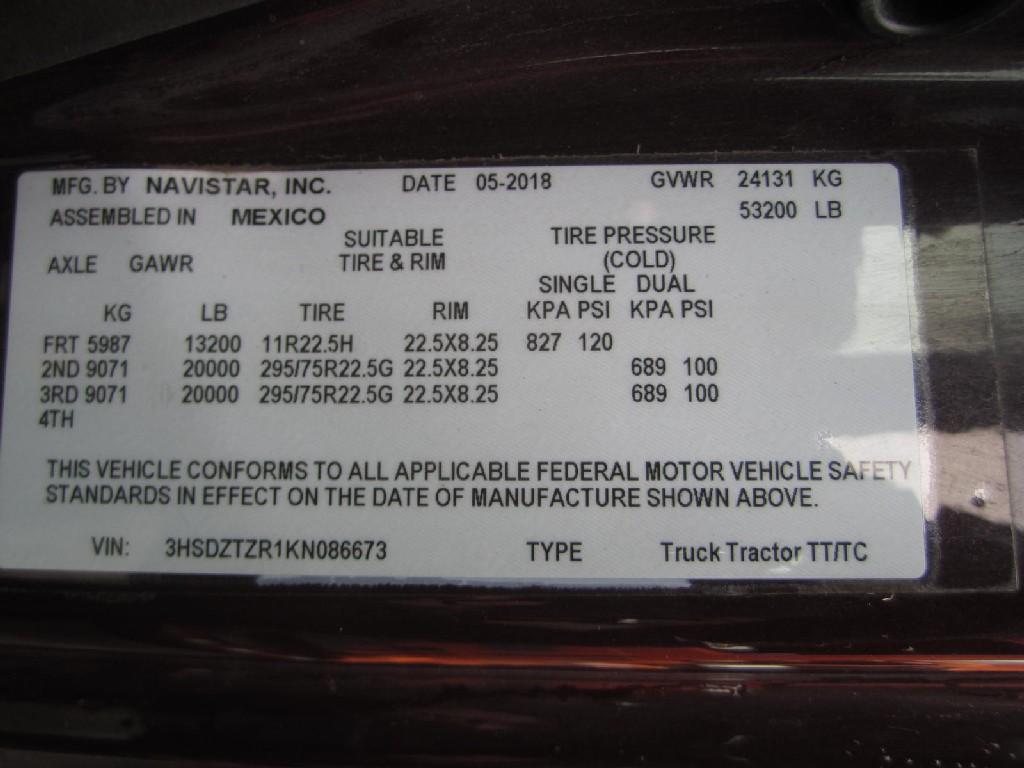 MFG. BY NAVISTAR, INC. DATE 05-2018 GVWR 24131 KG
ASSEMBLED IN MEXICO 53200 LB
SUITABLE TIRE PRESSURE
AXLE GAWR TIRE & RIM (COLD)
SINGLE DUAL
KG LB TIRE RIM KPA PSI KPA PSI
FRT 5987 13200 11R22.5H 22.5X8.25 827 120
2ND 9071 20000 295/75R22.5G 22.5X8.25 689 100
3RD 9071 20000 295/75R22.5G 22.5X8.25 689 100
4TH
THIS VEHICLE CONFORMS TO ALL APPLICABLE FEDERAL MOTOR VEHICLE SAFETY
STANDARDS IN EFFECT ON THE DATE OF MANUFACTURE SHOWN ABOVE.
VIN: 3HSDZTZR1KN086673 TYPE Truck Tractor TT/TC